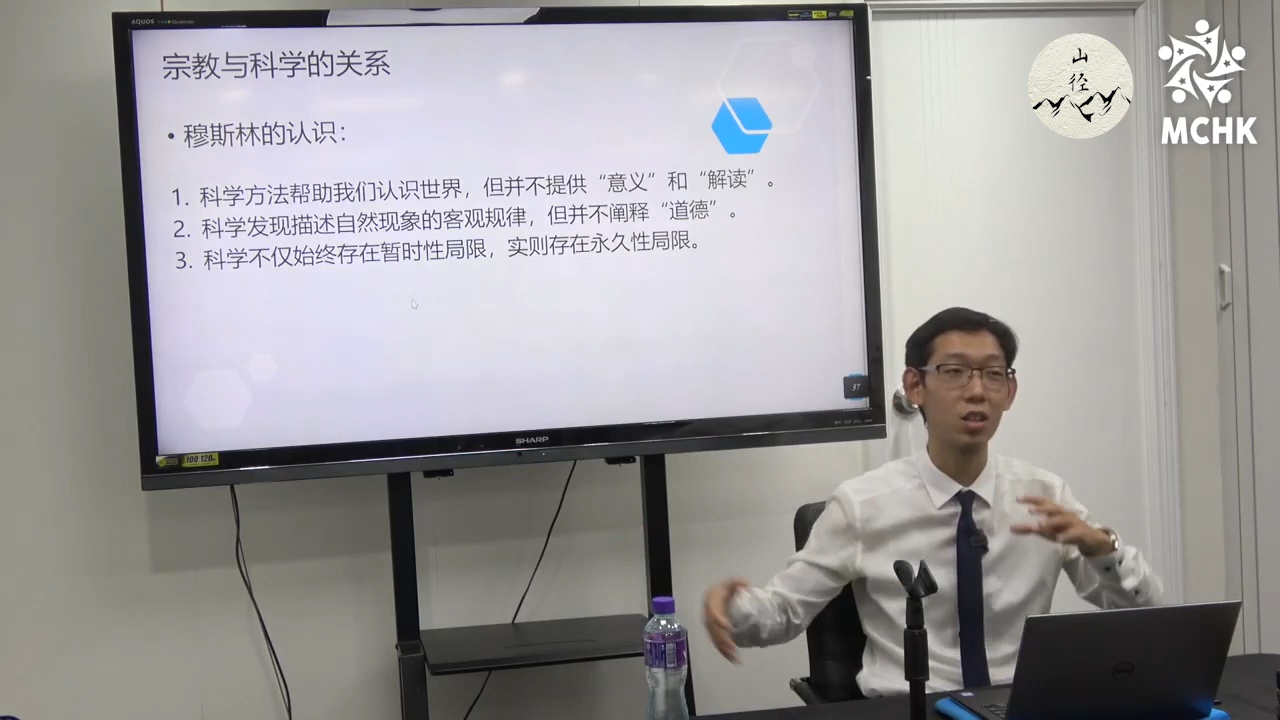 AQUOS
宗教与科学的关系
• 穆斯林的认识：
1. 科学方法帮助我们认识世界，但并不提供“意义”和“解读”。
2. 科学发现描述自然现象的客观规律，但并不阐释“道德”。
3. 科学不仅始终存在暂时性局限，实则存在永久性局限。
37
SHARP
山
径
MCHK
DELL